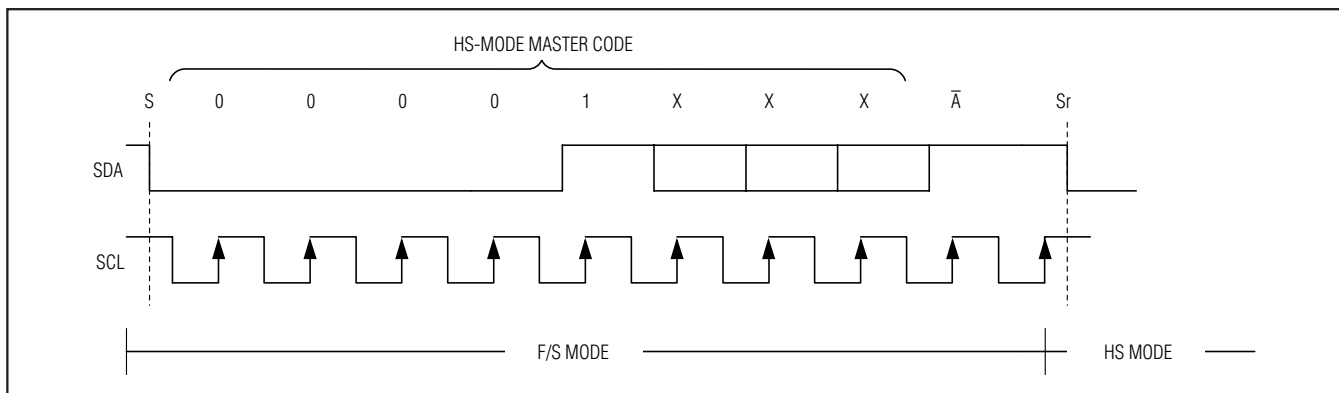 HS-MODE MASTER CODE
S 0 0 0 0 1 X X X A̅ Sr
SDA
SCL
F/S MODE HS MODE